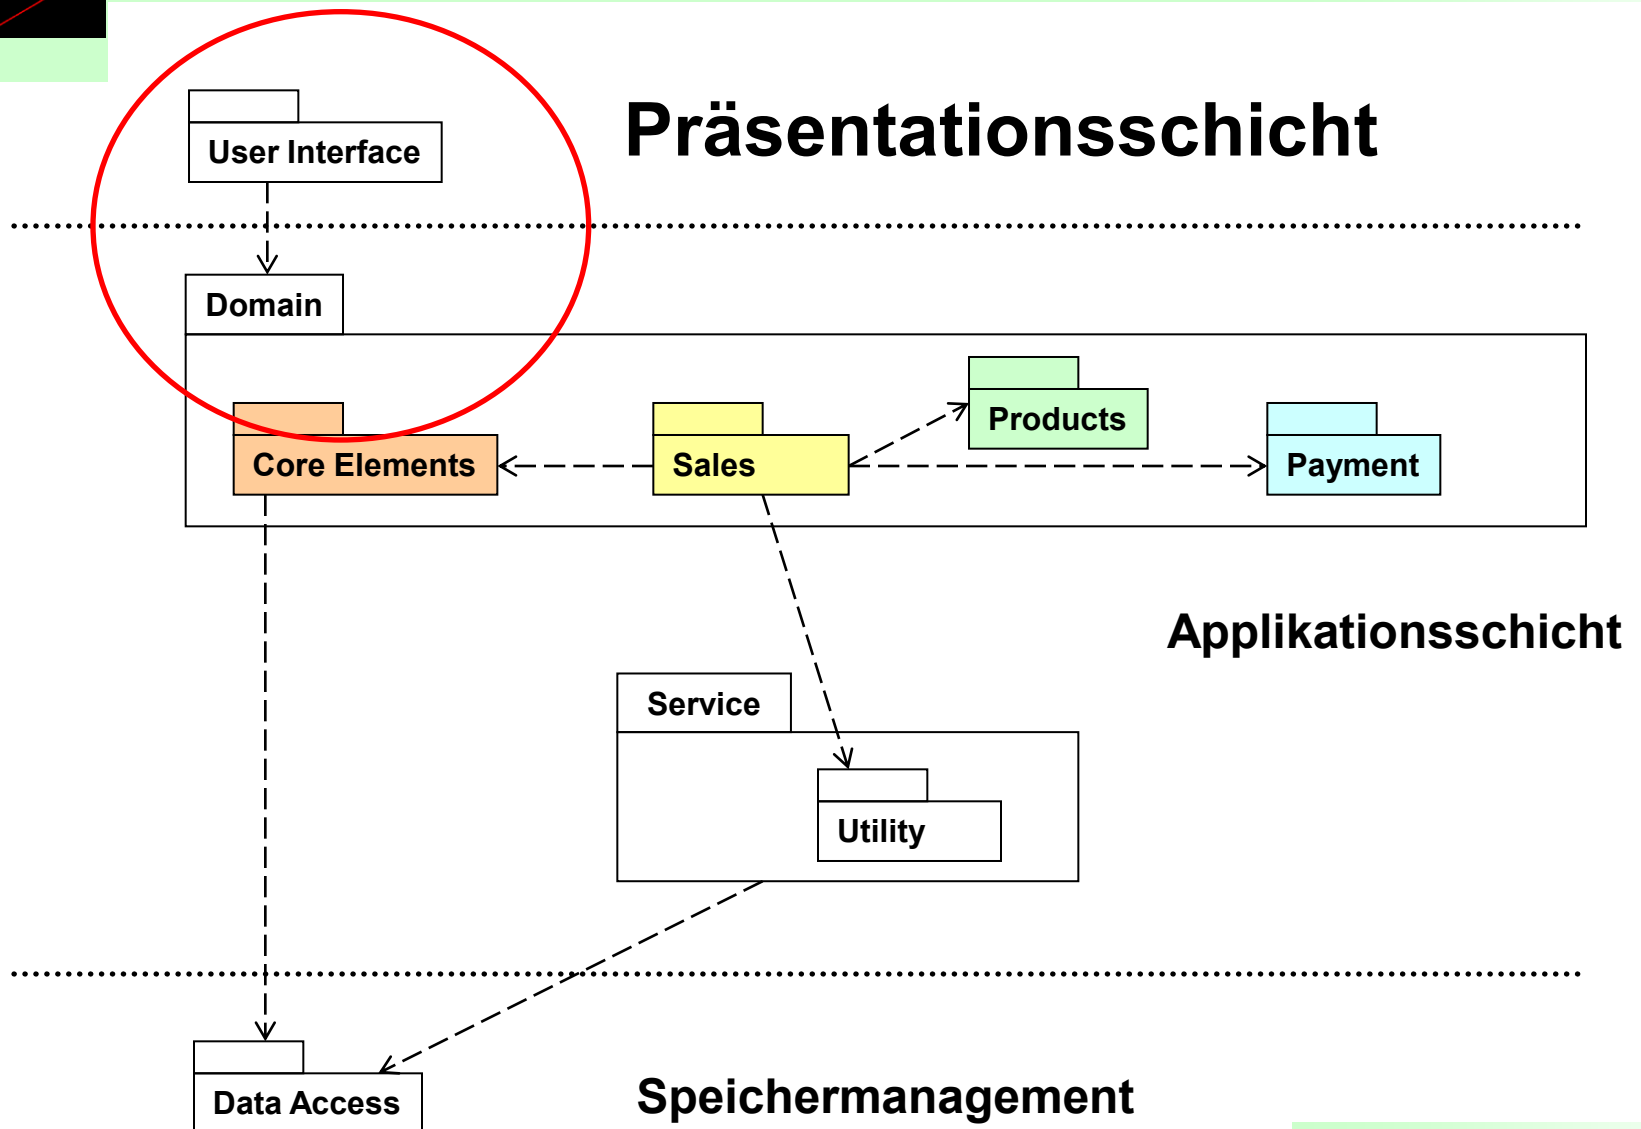 Präsentationsschicht
User Interface
Domain
Products
Core Elements
Sales
Payment
Applikationsschicht
Service
Utility
Speichermanagement
Data Access